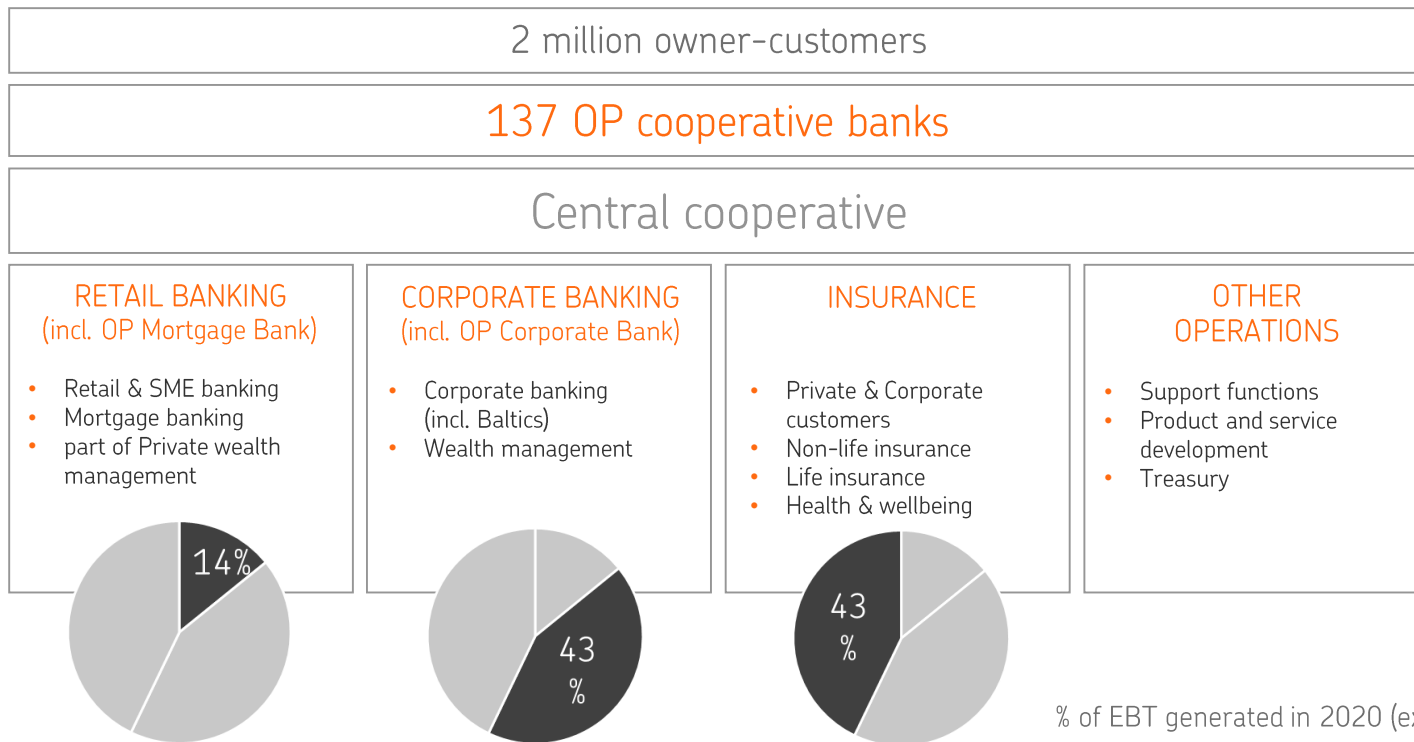 2 million owner-customers
137 OP cooperative banks
Central cooperative
RETAIL BANKING
(incl. OP Mortgage Bank)
• Retail & SME banking
• Mortgage banking
• part of Private wealth
management
14%
CORPORATE BANKING
(incl. OP Corporate Bank)
• Corporate banking
(incl. Baltics)
• Wealth management
43
%
INSURANCE
• Private & Corporate
customers
• Non-life insurance
• Life insurance
• Health & wellbeing
43
%
OTHER
OPERATIONS
• Support functions
• Product and service
development
• Treasury
% of EBT generated in 2020 (ex